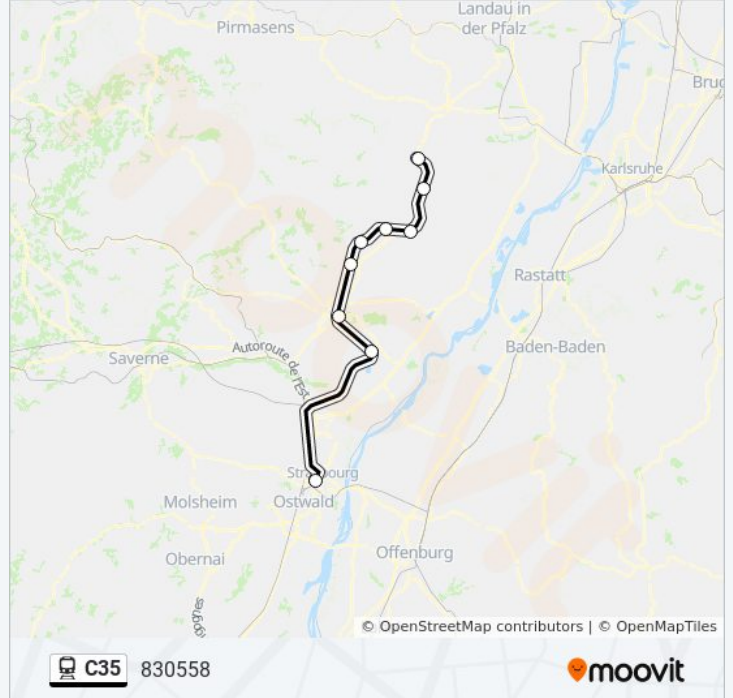 Landau in
der Pfalz
Pirmasens
Karlsruhe
Rastatt
Baden-Baden
Saverne
Autoroute de l'Est
Strasbourg
Molsheim
Ostwald
Obernai
Offenburg
© OpenStreetMap contributors | © OpenMapTiles
C35 830558
moovit